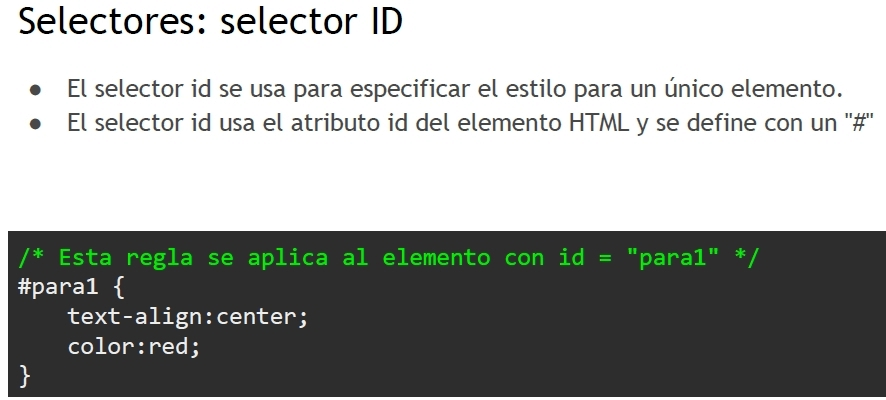 Selectores: selector ID
● El selector id se usa para especificar el estilo para un único elemento.
● El selector id usa el atributo id del elemento HTML y se define con un "#"
/* Esta regla se aplica al elemento con id = "para1" */
#para1 {
    text-align:center;
    color:red;
}